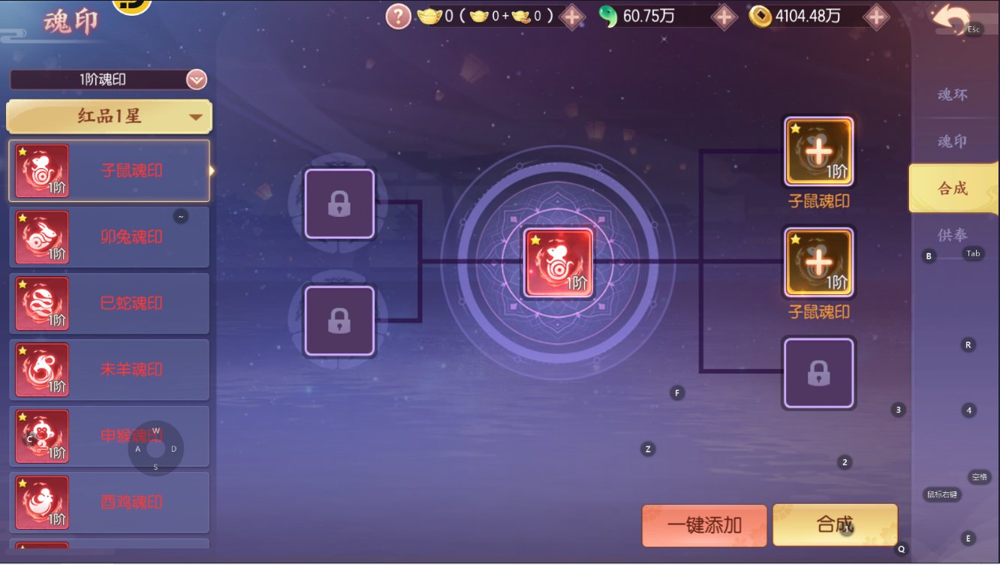 魂印
? 0 ( 0 + 0 ) 60.75万 4104.48万
Esc
1阶魂印
红品1星
子鼠魂印
1阶
~
卯兔魂印
1阶
巳蛇魂印
1阶
未羊魂印
1阶
申猴魂印
1阶
C
W
A
D
S
酉鸡魂印
1阶
1阶
1阶
子鼠魂印
1阶
子鼠魂印
魂环
魂印
合成
供奉
B
Tab
R
F
3
4
Z
2
空格
鼠标右键
一键添加
合成
1
E
Q